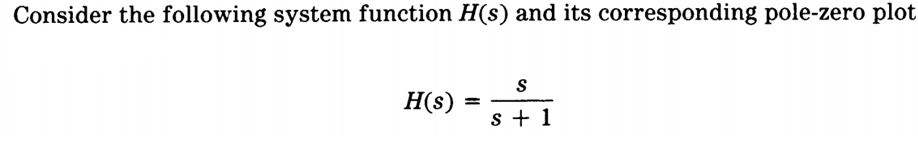 Consider the following system function H(s) and its corresponding pole-zero plot
H(s) = s / (s + 1)